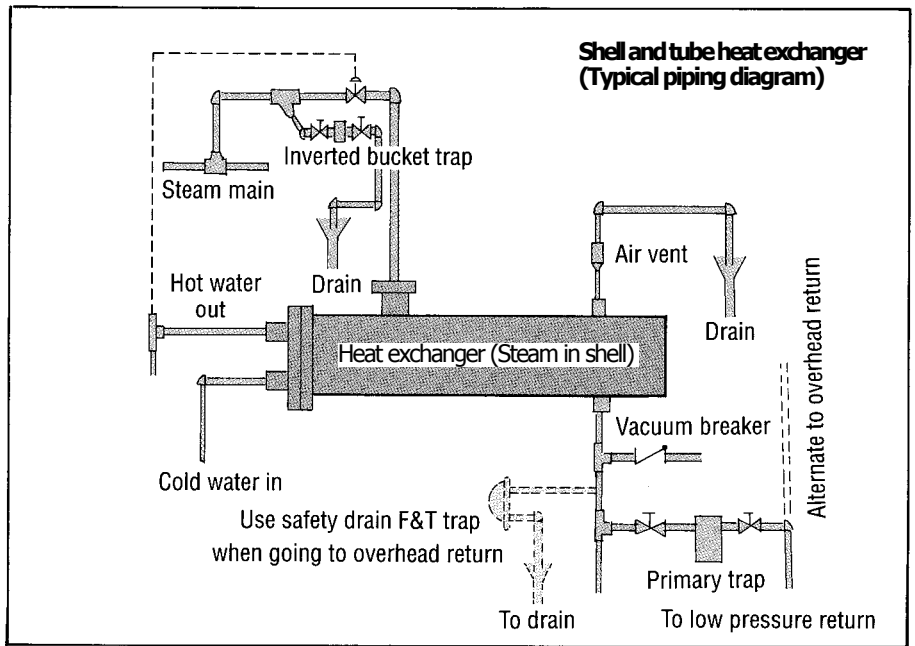 Shell and tube heat exchanger
(Typical piping diagram)
Inverted bucket trap
Steam main
Drain
Air vent
Drain
Hot water
out
Heat exchanger (Steam in shell)
Alternate to overhead return
Cold water in
Vacuum breaker
Use safety drain F&T trap
when going to overhead return
Primary trap
To drain
To low pressure return